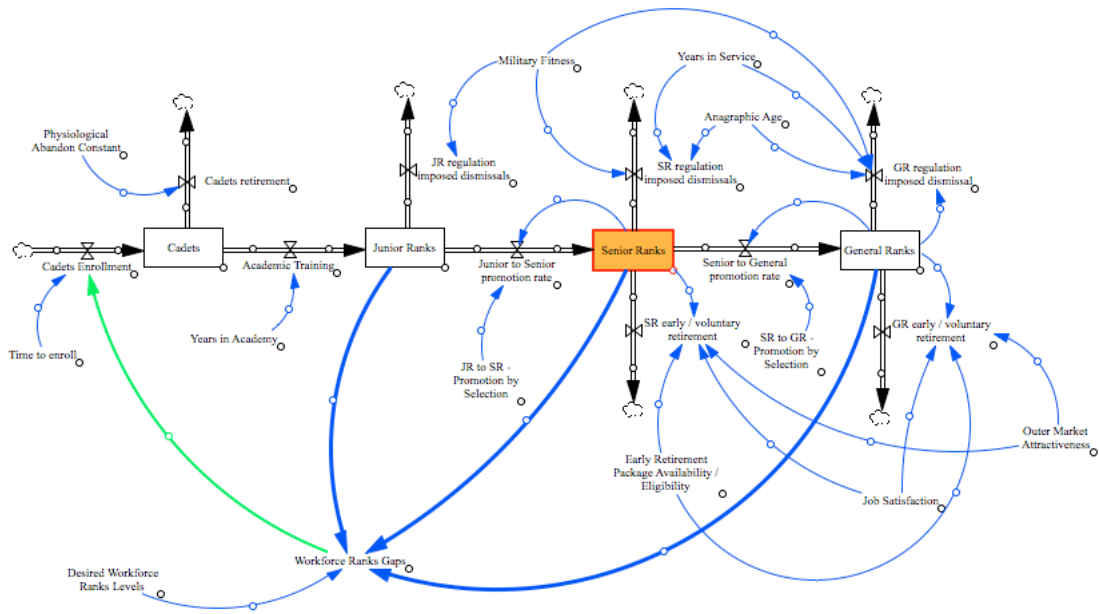 Military Fitness
Years in Service
Anagraphic Age
Physiological
Abandon Constant
Cadets retirement
JR regulation
imposed dismissals
SR regulation
imposed dismissals
GR regulation
imposed dismissal
Cadets
Junior Ranks
Senior Ranks
General Ranks
Cadets Enrollment
Academic Training
Junior to Senior
promotion rate
Senior to General
promotion rate
Time to enroll
Years in Academy
JR to SR -
Promotion by
Selection
SR early / voluntary
retirement
SR to GR -
Promotion by
Selection
GR early / voluntary
retirement
Outer Market
Attractiveness
Early Retirement
Package Availability /
Eligibility
Job Satisfaction
Workforce Ranks Gaps
Desired Workforce
Ranks Levels